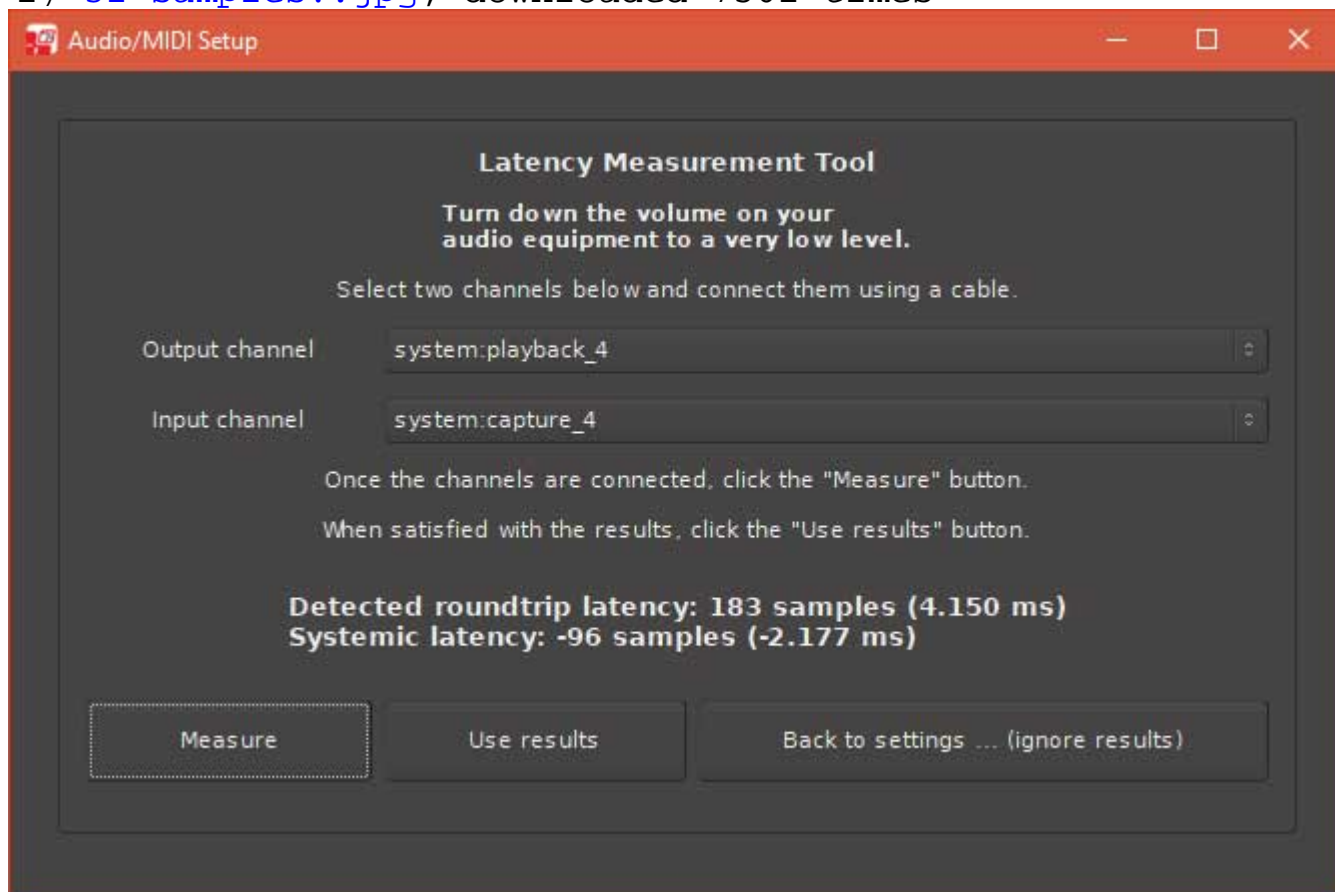 Audio/MIDI Setup
Latency Measurement Tool
Turn down the volume on your
audio equipment to a very low level.
Select two channels below and connect them using a cable.
Output channel system:playback_4
Input channel system:capture_4
Once the channels are connected, click the "Measure" button.
When satisfied with the results, click the "Use results" button.
Detected roundtrip latency: 183 samples (4.150 ms)
Systemic latency: -96 samples (-2.177 ms)
Measure Use results Back to settings ... (ignore results)